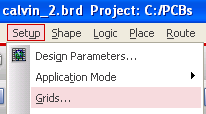 calvin_2.brd Project: C:/PCBs
Setup Shape Logic Place Route
Design Parameters...
Application Mode
Grids...